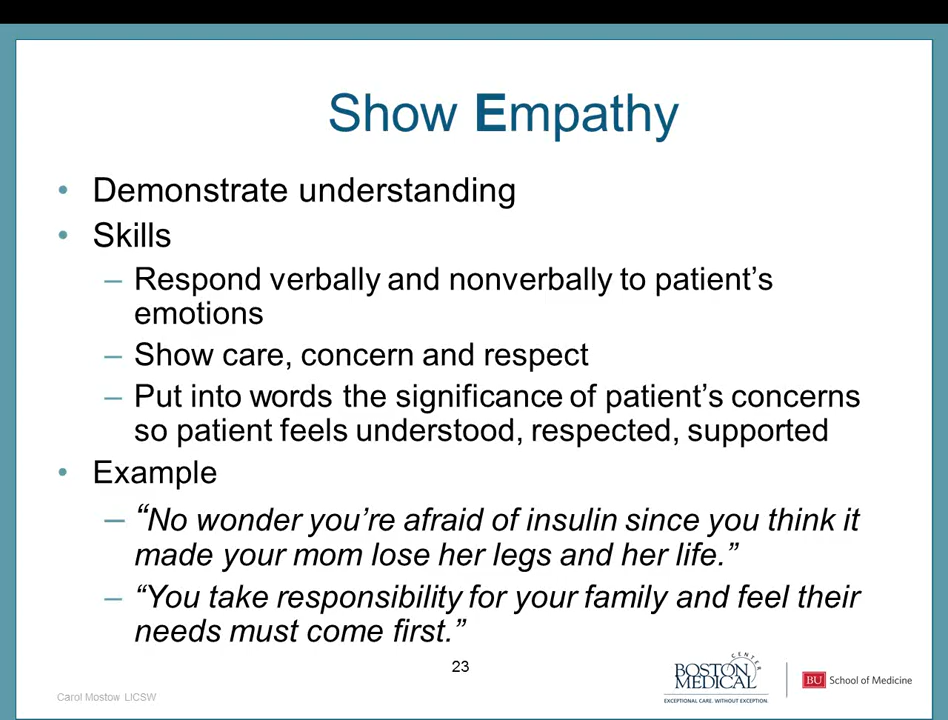 Show Empathy
• Demonstrate understanding
• Skills
– Respond verbally and nonverbally to patient’s
emotions
– Show care, concern and respect
– Put into words the significance of patient’s concerns
so patient feels understood, respected, supported
• Example
– “No wonder you’re afraid of insulin since you think it
made your mom lose her legs and her life.”
– “You take responsibility for your family and feel their
needs must come first.”
23
Carol Mostow LICSW
BOSTON
MEDICAL
CENTER
EXCEPTIONAL CARE. WITHOUT EXCEPTION.
BU School of Medicine